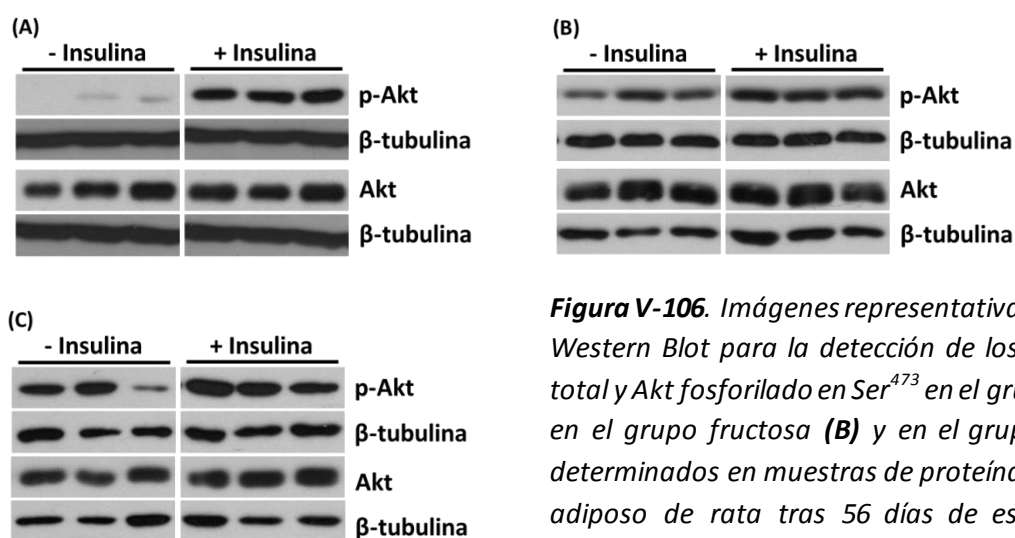 (A)
- Insulina + Insulina
p-Akt
β-tubulina
Akt
β-tubulina
(B)
- Insulina + Insulina
p-Akt
β-tubulina
Akt
β-tubulina
(C)
- Insulina + Insulina
p-Akt
β-tubulina
Akt
β-tubulina
Figura V-106. Imágenes representativa
Western Blot para la detección de los
total y Akt fosforilado en Ser473 en el gru
en el grupo fructosa (B) y en el grup
determinados en muestras de proteína
adiposo de rata tras 56 días de es